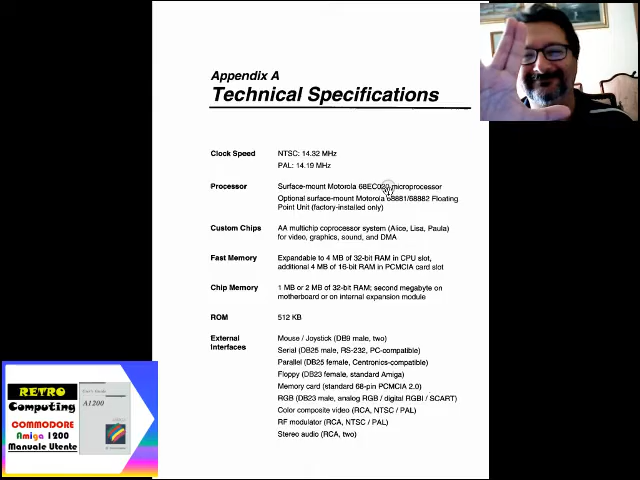 Appendix A
Technical Specifications
Clock Speed NTSC: 14.32 MHz
PAL: 14.19 MHz
Processor Surface-mount Motorola 68EC020 microprocessor
Optional surface-mount Motorola 68881/68882 Floating
Point Unit (factory-installed only)
Custom Chips AA multichip coprocessor system (Alice, Lisa, Paula)
for video, graphics, sound, and DMA
Fast Memory Expandable to 4 MB of 32-bit RAM in CPU slot,
additional 4 MB of 16-bit RAM in PCMCIA card slot
Chip Memory 1 MB or 2 MB of 32-bit RAM; second megabyte on
motherboard or on internal expansion module
ROM 512 KB
External Mouse / Joystick (DB9 male, two)
Interfaces
Serial (DB25 male, RS-232, PC-compatible)
Parallel (DB25 female, Centronics-compatible)
Floppy (DB23 female, standard Amiga)
Memory card (standard 68-pin PCMCIA 2.0)
RGB (DB23 male, analog RGB / digital RGBI / SCART)
Color composite video (RCA, NTSC / PAL)
RF modulator (RCA, NTSC / PAL)
Stereo audio (RCA, two)
RETRO
Computing
COMMODORE
Amiga 1200
Manuale Utente
User's Guide
A1200